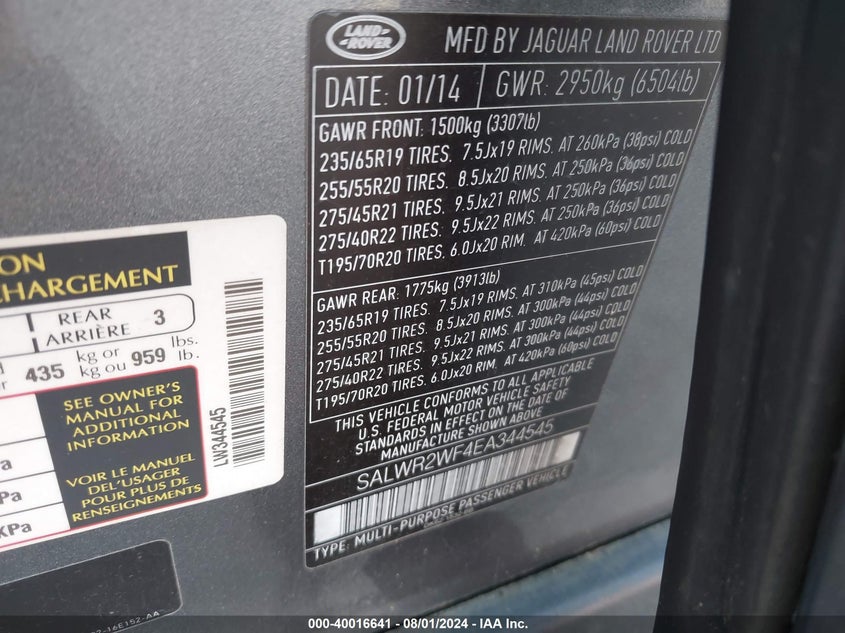 LAND
ROVER
MFD BY JAGUAR LAND ROVER LTD
DATE: 01/14
GWR: 2950kg (6504lb)
GAWR FRONT: 1500kg (3307lb)
235/65R19 TIRES. 7.5Jx19 RIMS. AT 260kPa (38psi) COLD
255/55R20 TIRES. 8.5Jx20 RIMS. AT 250kPa (36psi) COLD
275/45R21 TIRES. 9.5Jx21 RIMS. AT 250kPa (36psi) COLD
275/40R22 TIRES. 9.5Jx22 RIMS. AT 250kPa (36psi) COLD
T195/70R20 TIRES. 6.0Jx20 RIM. AT 420kPa (60psi) COLD
GAWR REAR: 1775kg (3913lb)
235/65R19 TIRES. 7.5Jx19 RIMS. AT 310kPa (45psi) COLD
255/55R20 TIRES. 8.5Jx20 RIMS. AT 300kPa (44psi) COLD
275/45R21 TIRES. 9.5Jx21 RIMS. AT 300kPa (44psi) COLD
275/40R22 TIRES. 9.5Jx22 RIMS. AT 300kPa (44psi) COLD
T195/70R20 TIRES. 6.0Jx20 RIM. AT 420kPa (60psi) COLD
THIS VEHICLE CONFORMS TO ALL APPLICABLE
U.S. FEDERAL MOTOR VEHICLE SAFETY
STANDARDS IN EFFECT ON THE DATE OF
MANUFACTURE SHOWN ABOVE
SALWR2WF4EA344545
TYPE: MULTI-PURPOSE PASSENGER VEHICLE
ON
CHARGEMENT
REAR
ARRIÈRE 3
435 kg or
kg ou 959 lbs.
lb.
SEE OWNER'S
MANUAL FOR
ADDITIONAL
INFORMATION
VOIR LE MANUEL
DEL'USAGER
POUR PLUS DE
RENSEIGNEMENTS
a
Pa
KPa
LW344545
-16E152-AA
000-40016641 - 08/01/2024 - IAA Inc.